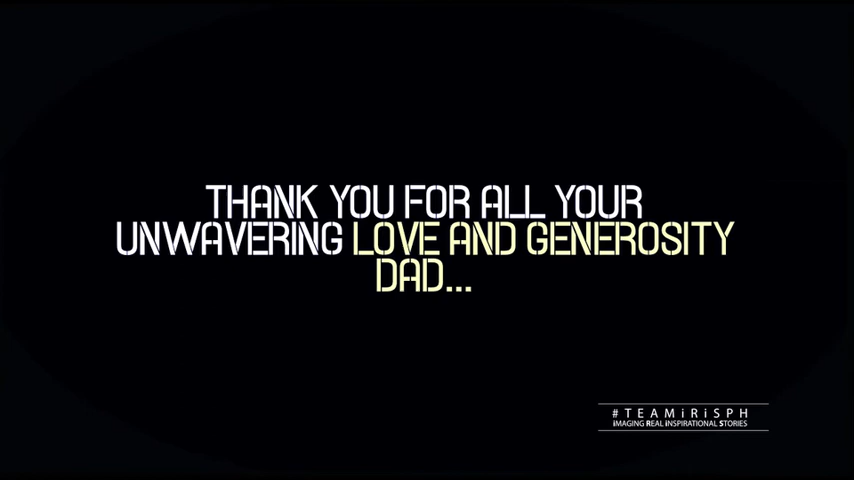 THANK YOU FOR ALL YOUR
UNWAVERING LOVE AND GENEROSITY
DAD...
#TEAMiRiSPH
iMAGING REAL iNSPIRATIONAL STORIES